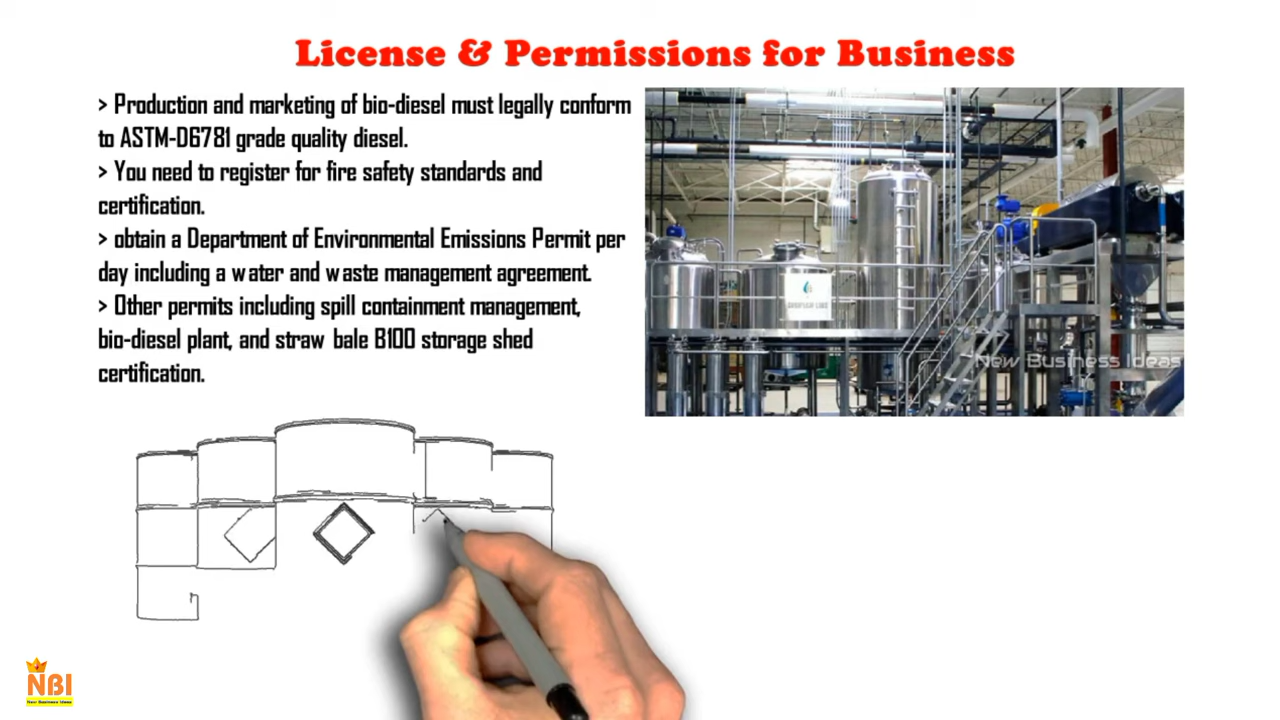 License & Permissions for Business
> Production and marketing of bio-diesel must legally conform
to ASTM-D6781 grade quality diesel.
> You need to register for fire safety standards and
certification.
> obtain a Department of Environmental Emissions Permit per
day including a water and waste management agreement.
> Other permits including spill containment management,
bio-diesel plant, and straw bale B100 storage shed
certification.
New Business Ideas
NBI
New Business Ideas